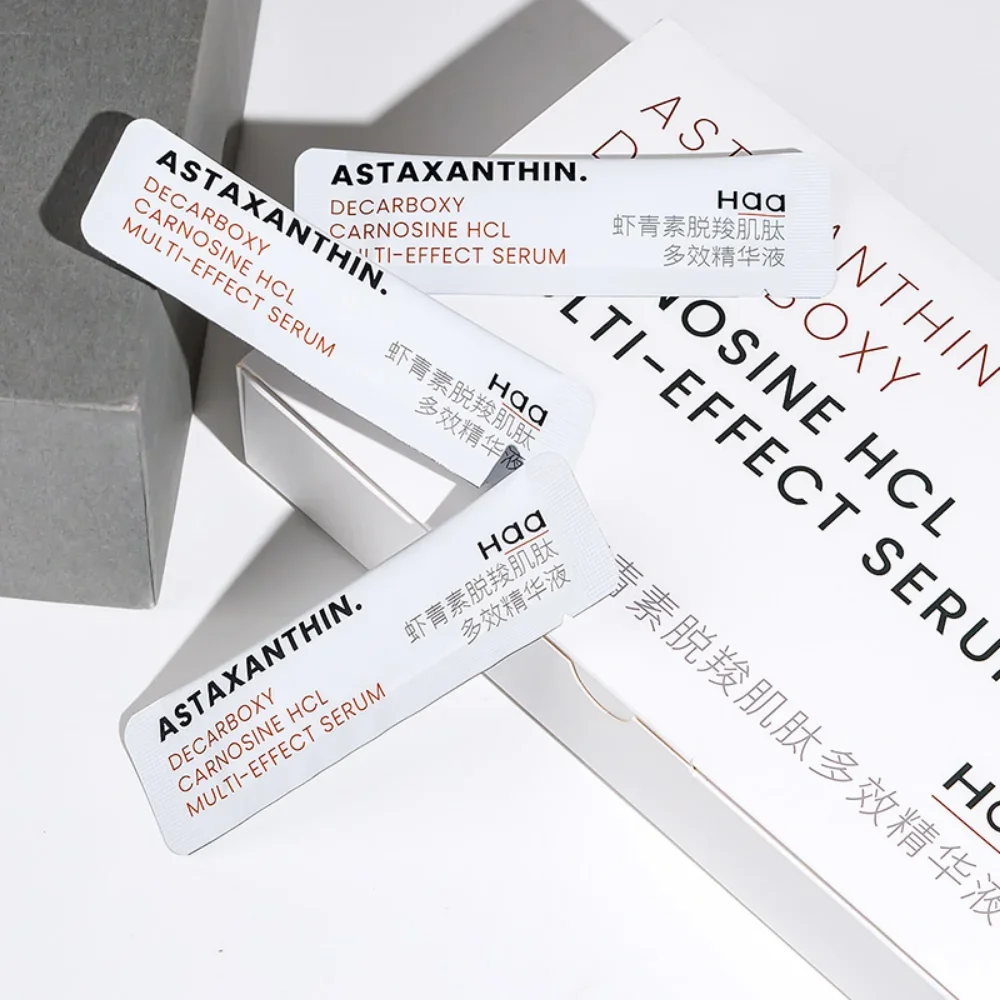 ASTAXANTHIN.
DECARBOXY
CARNOSINE HCL
MULTI-EFFECT SERUM
Haa
虾青素脱羧肌肽
多效精华液
ASTAXANTHIN.
DECARBOXY
CARNOSINE HCL
LTI-EFFECT SERUM
Haa
虾青素脱羧肌肽
多效精华液
ASTAXANTHIN.
DECARBOXY
CARNOSINE HCL
MULTI-EFFECT SERUM
Haa
虾青素脱羧肌肽
多效精华液
AST ANTHIN
D BOXY
NOSINE HCL
LTI-EFFECT SERU
青素脱羧肌肽多效精华液
Ha